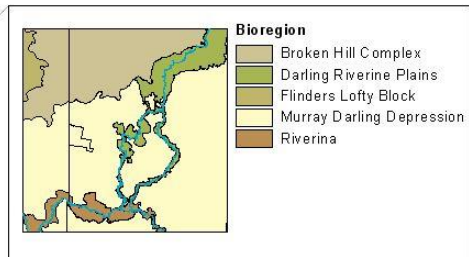 Bioregion
Broken Hill Complex
Darling Riverine Plains
Flinders Lofty Block
Murray Darling Depression
Riverina